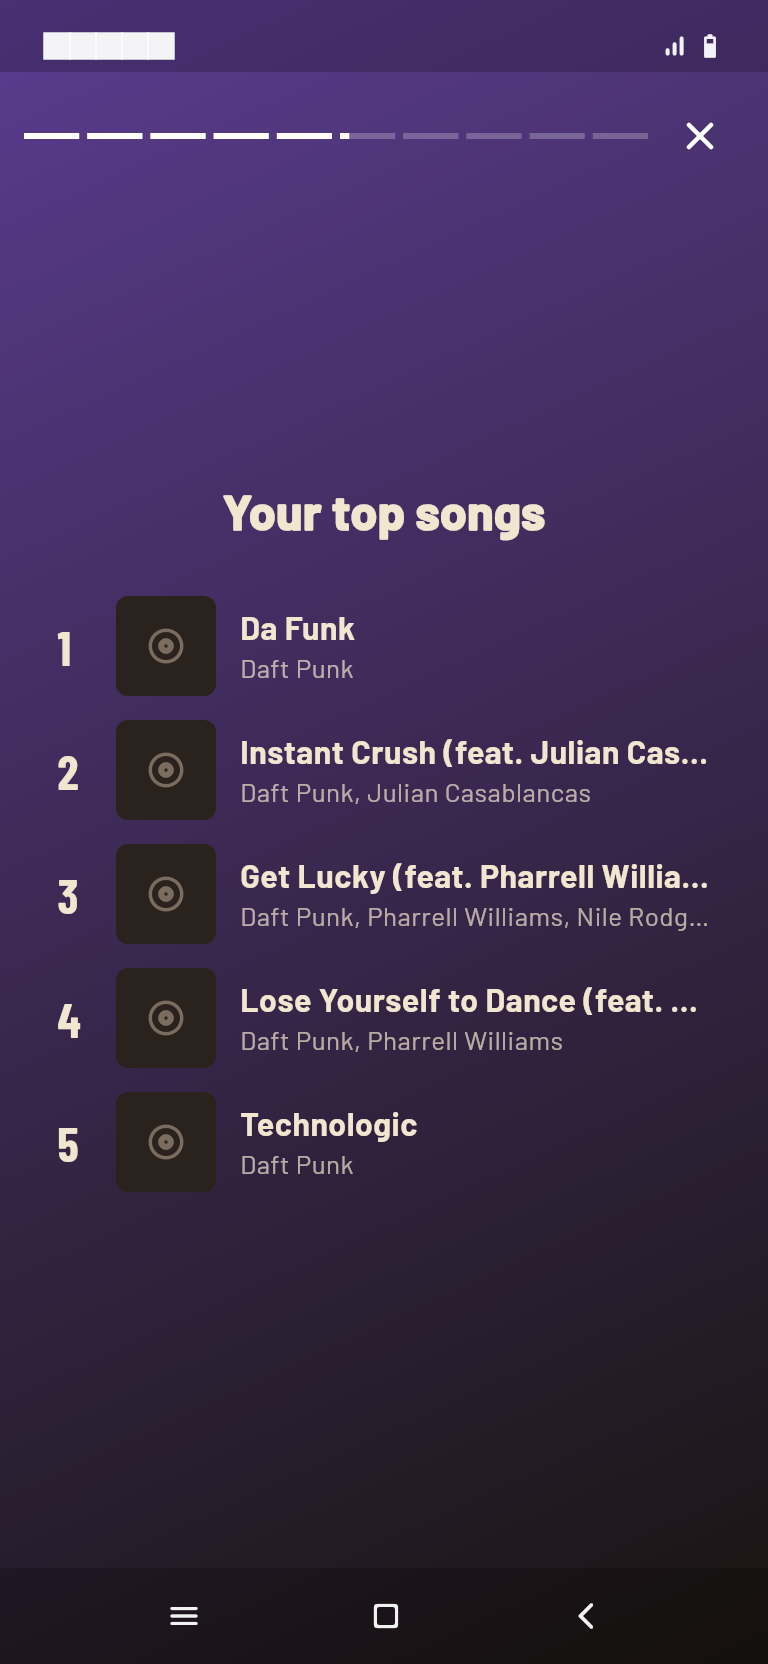 Your top songs
1
Da Funk
Daft Punk
2
Instant Crush (feat. Julian Cas...
Daft Punk, Julian Casablancas
3
Get Lucky (feat. Pharrell Willia...
Daft Punk, Pharrell Williams, Nile Rodg...
4
Lose Yourself to Dance (feat. ...
Daft Punk, Pharrell Williams
5
Technologic
Daft Punk